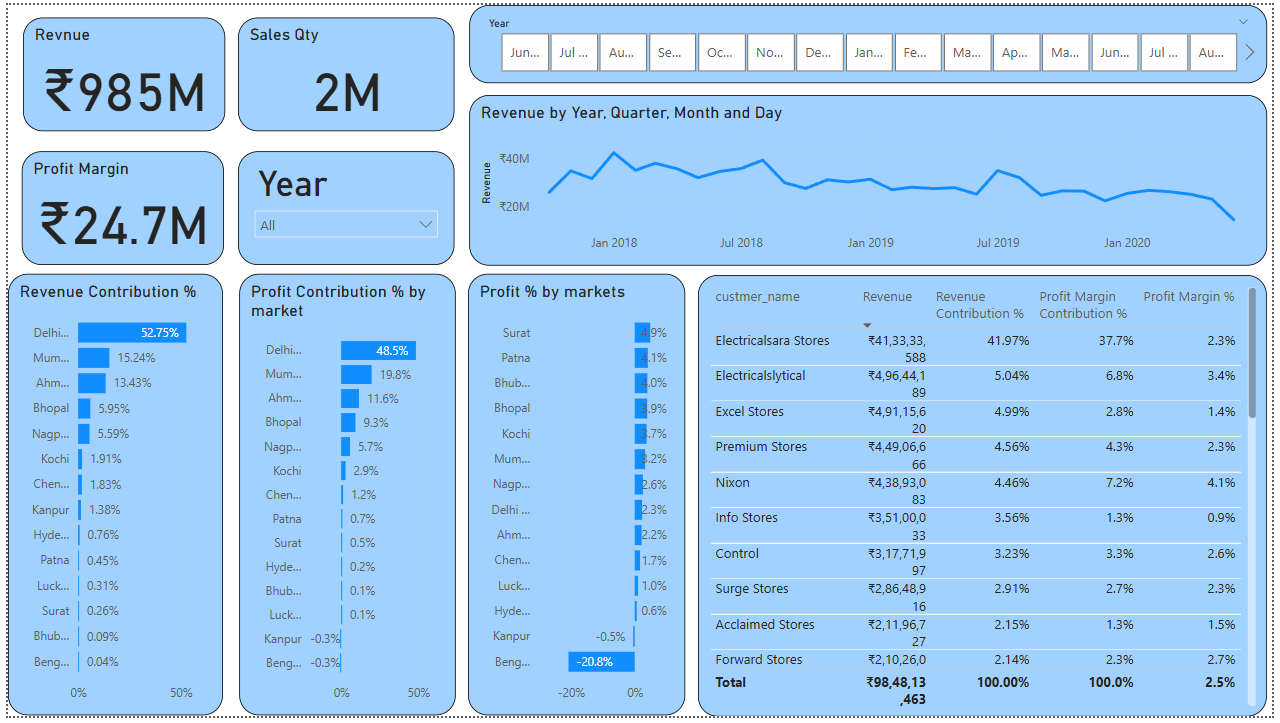 Revnue
₹985M
Sales Qty
2M
Year
Jun...
Jul ...
Au...
Se...
Oc...
No...
De...
Jan...
Fe...
Ma...
Ap...
Ma...
Jun...
Jul ...
Au...
Profit Margin
₹24.7M
Year
All
Revenue by Year, Quarter, Month and Day
Revenue
₹40M
₹20M
Jan 2018
Jul 2018
Jan 2019
Jul 2019
Jan 2020
Revenue Contribution %
Delhi... 52.75%
Mum... 15.24%
Ahm... 13.43%
Bhopal 5.95%
Nagp... 5.59%
Kochi 1.91%
Chen... 1.83%
Kanpur 1.38%
Hyde... 0.76%
Patna 0.45%
Luck... 0.31%
Surat 0.26%
Bhub... 0.09%
Beng... 0.04%
0% 50%
Profit Contribution % by
market
Delhi... 48.5%
Mum... 19.8%
Ahm... 11.6%
Bhopal 9.3%
Nagp... 5.7%
Kochi 2.9%
Chen... 1.2%
Patna 0.7%
Surat 0.5%
Hyde... 0.2%
Bhub... 0.1%
Luck... 0.1%
Kanpur -0.3%
Beng... -0.3%
0% 50%
Profit % by markets
Surat 4.9%
Patna 4.1%
Bhub... 4.0%
Bhopal 3.9%
Kochi 3.7%
Mum... 3.2%
Nagp... 2.6%
Delhi ... 2.3%
Ahm... 2.2%
Chen... 1.7%
Luck... 1.0%
Hyde... 0.6%
Kanpur -0.5%
Beng... -20.8%
-20% 0%
custmer_name Revenue Revenue Profit Margin Profit Margin %
Contribution % Contribution %
Electricalsara Stores ₹41,33,33, 41.97% 37.7% 2.3%
588
Electricalslytical ₹4,96,44,1 5.04% 6.8% 3.4%
89
Excel Stores ₹4,91,15,6 4.99% 2.8% 1.4%
20
Premium Stores ₹4,49,06,6 4.56% 4.3% 2.3%
66
Nixon ₹4,38,93,0 4.46% 7.2% 4.1%
83
Info Stores ₹3,51,00,0 3.56% 1.3% 0.9%
33
Control ₹3,17,71,9 3.23% 3.3% 2.6%
97
Surge Stores ₹2,86,48,9 2.91% 2.7% 2.3%
16
Acclaimed Stores ₹2,11,96,7 2.15% 1.3% 1.5%
27
Forward Stores ₹2,10,26,0 2.14% 2.3% 2.7%
Total ₹98,48,13 100.00% 100.0% 2.5%
,463